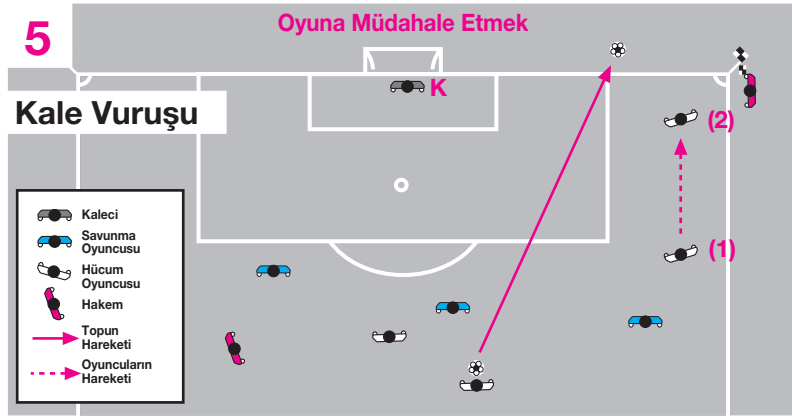 5
Oyuna Müdahale Etmek
K
Kale Vuruşu
(2)
(1)
Kaleci
Savunma
Oyuncusu
Hücum
Oyuncusu
Hakem
Topun
Hareketi
Oyuncuların
Hareketi